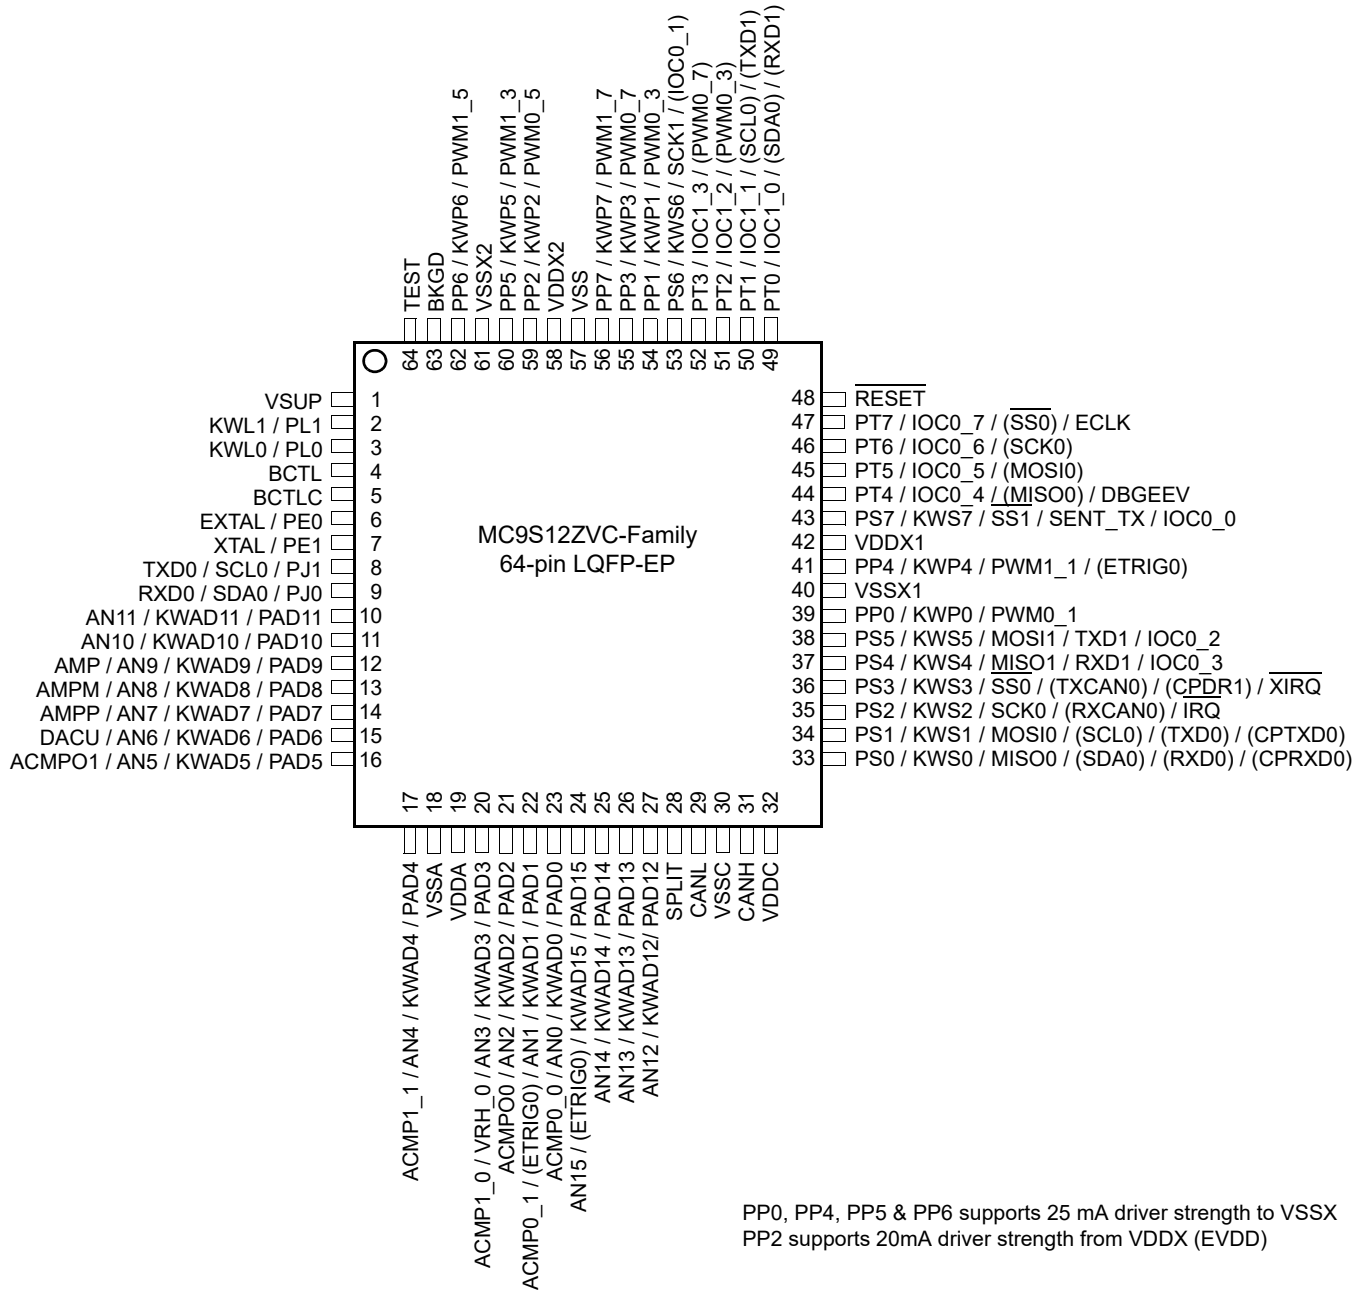 TEST
BKGD
PP6 / KWP6 / PWM1_5
VSSX2
PP5 / KWP5 / PWM1_3
PP2 / KWP2 / PWM0_5
VDDX2
VSS
PP7 / KWP7 / PWM1_7
PP3 / KWP3 / PWM0_7
PP1 / KWP1 / PWM0_3
PS6 / KWS6 / SCK1 / (IOC0_1)
PT3 / IOC1_3 / (PWM0_7)
PT2 / IOC1_2 / (PWM0_3)
PT1 / IOC1_1 / (SCL0) / (TXD1)
PT0 / IOC1_0 / (SDA0) / (RXD1)
64 63 62 61 60 59 58 57 56 55 54 53 52 51 50 49
VSUP 1
KWL1 / PL1 2
KWL0 / PL0 3
BCTL 4
BCTLC 5
EXTAL / PE0 6
XTAL / PE1 7
TXD0 / SCL0 / PJ1 8
RXD0 / SDA0 / PJ0 9
AN11 / KWAD11 / PAD11 10
AN10 / KWAD10 / PAD10 11
AMP / AN9 / KWAD9 / PAD9 12
AMPM / AN8 / KWAD8 / PAD8 13
AMPP / AN7 / KWAD7 / PAD7 14
DACU / AN6 / KWAD6 / PAD6 15
ACMPO1 / AN5 / KWAD5 / PAD5 16
MC9S12ZVC-Family
64-pin LQFP-EP
48 RESET
47 PT7 / IOC0_7 / (SS0) / ECLK
46 PT6 / IOC0_6 / (SCK0)
45 PT5 / IOC0_5 / (MOSI0)
44 PT4 / IOC0_4 / (MISO0) / DBGEEV
43 PS7 / KWS7 / SS1 / SENT_TX / IOC0_0
42 VDDX1
41 PP4 / KWP4 / PWM1_1 / (ETRIG0)
40 VSSX1
39 PP0 / KWP0 / PWM0_1
38 PS5 / KWS5 / MOSI1 / TXD1 / IOC0_2
37 PS4 / KWS4 / MISO1 / RXD1 / IOC0_3
36 PS3 / KWS3 / SS0 / (TXCAN0) / (CPDR1) / XIRQ
35 PS2 / KWS2 / SCK0 / (RXCAN0) / IRQ
34 PS1 / KWS1 / MOSI0 / (SCL0) / (TXD0) / (CPTXD0)
33 PS0 / KWS0 / MISO0 / (SDA0) / (RXD0) / (CPRXD0)
17 18 19 20 21 22 23 24 25 26 27 28 29 30 31 32
ACMP1_1 / AN4 / KWAD4 / PAD4
VSSA
VDDA
ACMP1_0 / VRH_0 / AN3 / KWAD3 / PAD3
ACMPO0 / AN2 / KWAD2 / PAD2
ACMP0_1 / (ETRIG0) / AN1 / KWAD1 / PAD1
ACMP0_0 / AN0 / KWAD0 / PAD0
AN15 / (ETRIG0) / KWAD15 / PAD15
AN14 / KWAD14 / PAD14
AN13 / KWAD13 / PAD13
AN12 / KWAD12/ PAD12
SPLIT
CANL
VSSC
CANH
VDDC
PP0, PP4, PP5 & PP6 supports 25 mA driver strength to VSSX
PP2 supports 20mA driver strength from VDDX (EVDD)